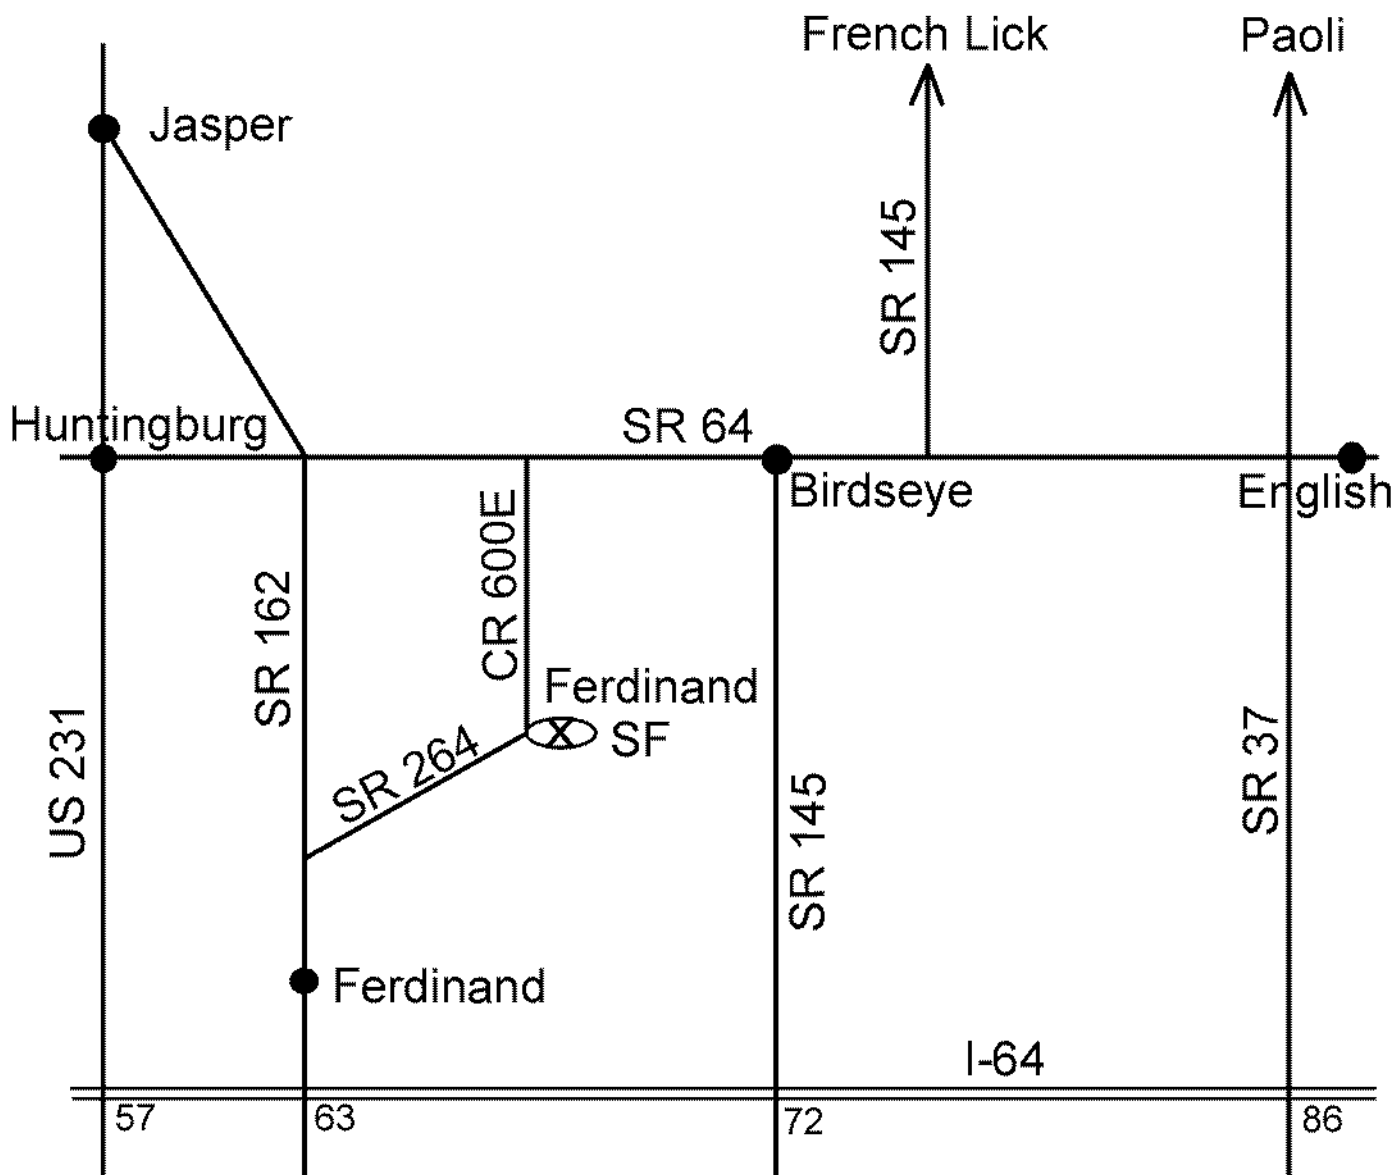 French Lick
Paoli
Jasper
SR 145
Huntingburg
SR 64
Birdseye
English
CR 600E
SR 162
Ferdinand
SF
SR 264
US 231
SR 145
SR 37
Ferdinand
I-64
57
63
72
86
X